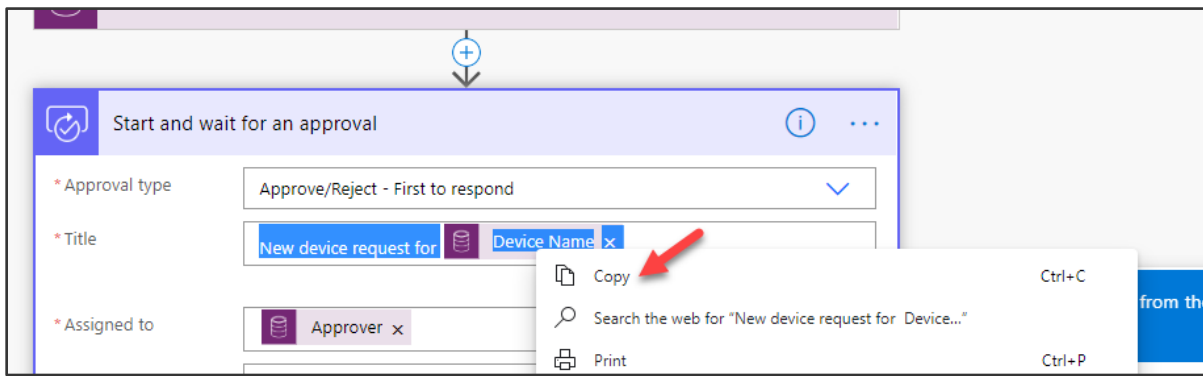 Start and wait for an approval
* Approval type
Approve/Reject - First to respond
* Title
New device request for Device Name ×
Copy Ctrl+C
from the
Search the web for “New device request for  Device...”
* Assigned to
Approver ×
Print Ctrl+P